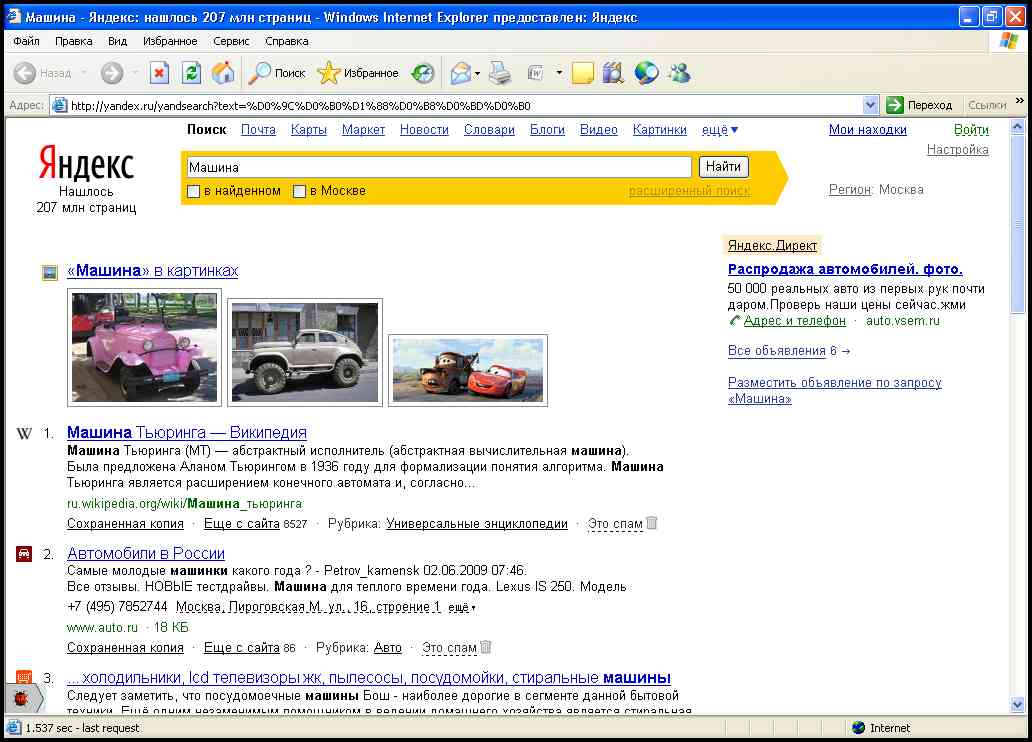 Машина - Яндекс: нашлось 207 млн страниц - Windows Internet Explorer предоставлен: Яндекс
Файл Правка Вид Избранное Сервис Справка
Назад Поиск Избранное
Адрес: http://yandex.ru/yandsearch?text=%D0%9C%D0%B0%D1%88%D0%B8%D0%BD%D0%B0 Переход Ссылки »
Поиск Почта Карты Маркет Новости Словари Блоги Видео Картинки ещё ▼ Мои находки Войти
Настройка
Яндекс
Машина Найти
Нашлось
в найденном в Москве расширенный поиск Регион: Москва
207 млн страниц
Яндекс.Директ
«Машина» в картинках
Распродажа автомобилей. фото.
50 000 реальных авто из первых рук почти
даром.Проверь наши цены сейчас.жми
Адрес и телефон · auto.vsem.ru
Все объявления 6 →
Разместить объявление по запросу
«Машина»
W 1. Машина Тьюринга — Википедия
Машина Тьюринга (МТ) — абстрактный исполнитель (абстрактная вычислительная машина).
Была предложена Аланом Тьюрингом в 1936 году для формализации понятия алгоритма. Машина
Тьюринга является расширением конечного автомата и, согласно...
ru.wikipedia.org/wiki/Машина_тьюринга
Сохраненная копия · Еще с сайта 8527 · Рубрика: Универсальные энциклопедии · Это спам
2. Автомобили в России
Самые молодые машинки какого года ? - Petrov_kamensk 02.06.2009 07:46.
Все отзывы. НОВЫЕ тестдрайвы. Машина для теплого времени года. Lexus IS 250. Модель
+7 (495) 7852744 Москва, Пироговская М. ул., 16, строение 1 ещё ▾
www.auto.ru · 18 КБ
Сохраненная копия · Еще с сайта 86 · Рубрика: Авто · Это спам
3. ... холодильники, lcd телевизоры жк, пылесосы, посудомойки, стиральные машины
Следует заметить, что посудомоечные машины Бош - наиболее дорогие в сегменте данной бытовой
техники. Ещё одним незаменимым помощником в ведении домашнего хозяйства является стиральная
1.537 sec - last request Internet